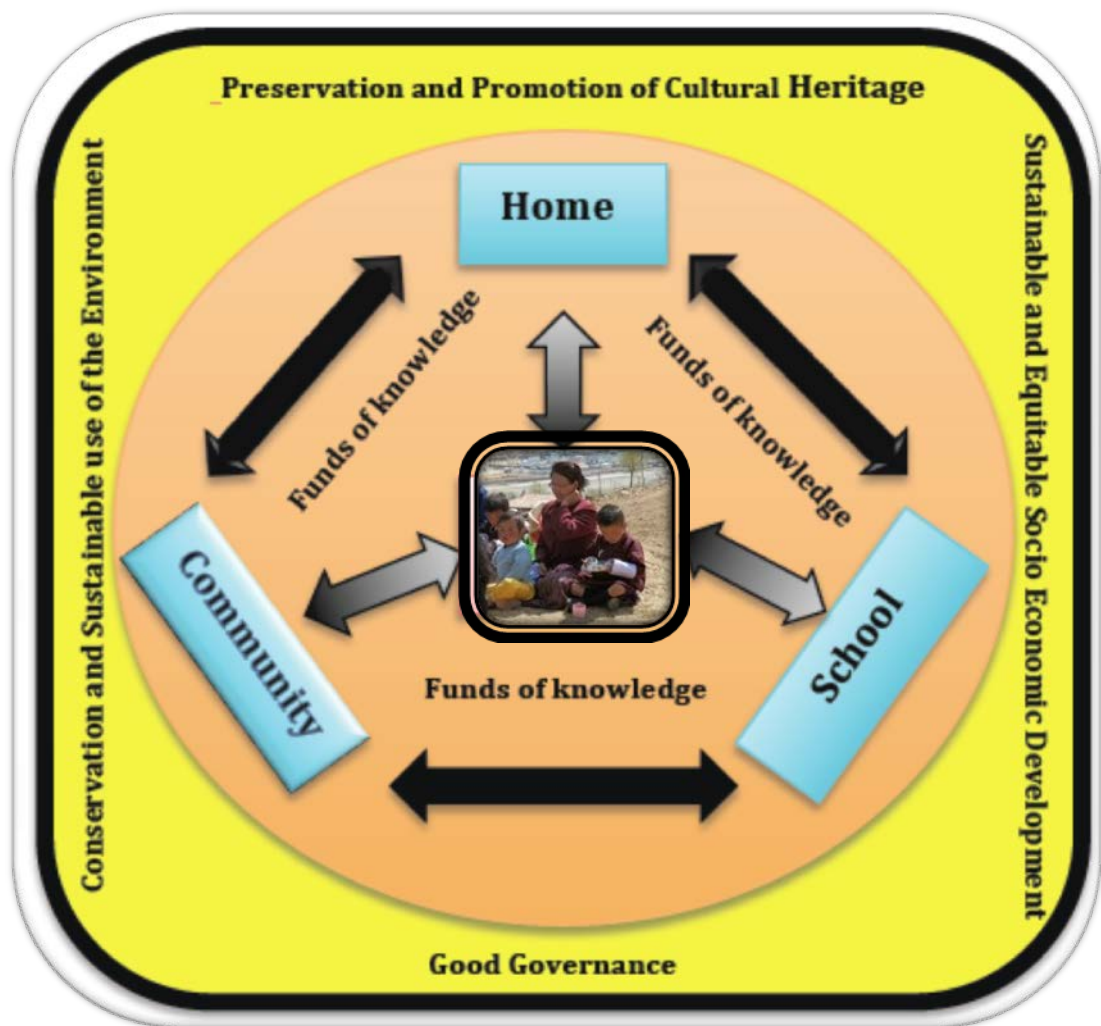 Preservation and Promotion of Cultural Heritage
Conservation and Sustainable use of the Environment
Sustainable and Equitable Socio Economic Development
Home
Funds of knowledge
Funds of knowledge
Community
School
Funds of knowledge
Good Governance